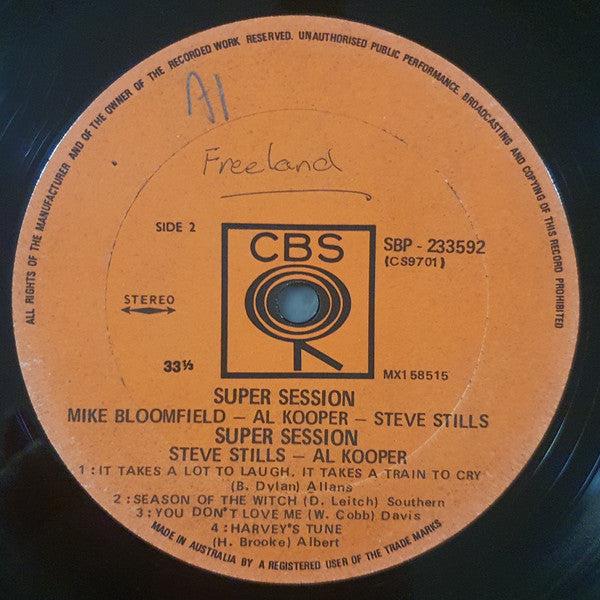 ALL RIGHTS OF THE MANUFACTURER AND OF THE OWNER OF THE RECORDED WORK RESERVED. UNAUTHORISED PUBLIC PERFORMANCE, BROADCASTING AND COPYING OF THIS RECORD PROHIBITED
A1
Freeland
SIDE 2
CBS
SBP - 233592
(CS9701)
STEREO
33⅓
MX158515
SUPER SESSION
MIKE BLOOMFIELD — AL KOOPER — STEVE STILLS
SUPER SESSION
STEVE STILLS — AL KOOPER
1 : IT TAKES A LOT TO LAUGH, IT TAKES A TRAIN TO CRY
(B. Dylan) Allans
2 : SEASON OF THE WITCH (D. Leitch) Southern
3 : YOU DON'T LOVE ME (W. Cobb) Davis
4 : HARVEY'S TUNE
(H. Brooke) Albert
MADE IN AUSTRALIA BY A REGISTERED USER OF THE TRADE MARKS